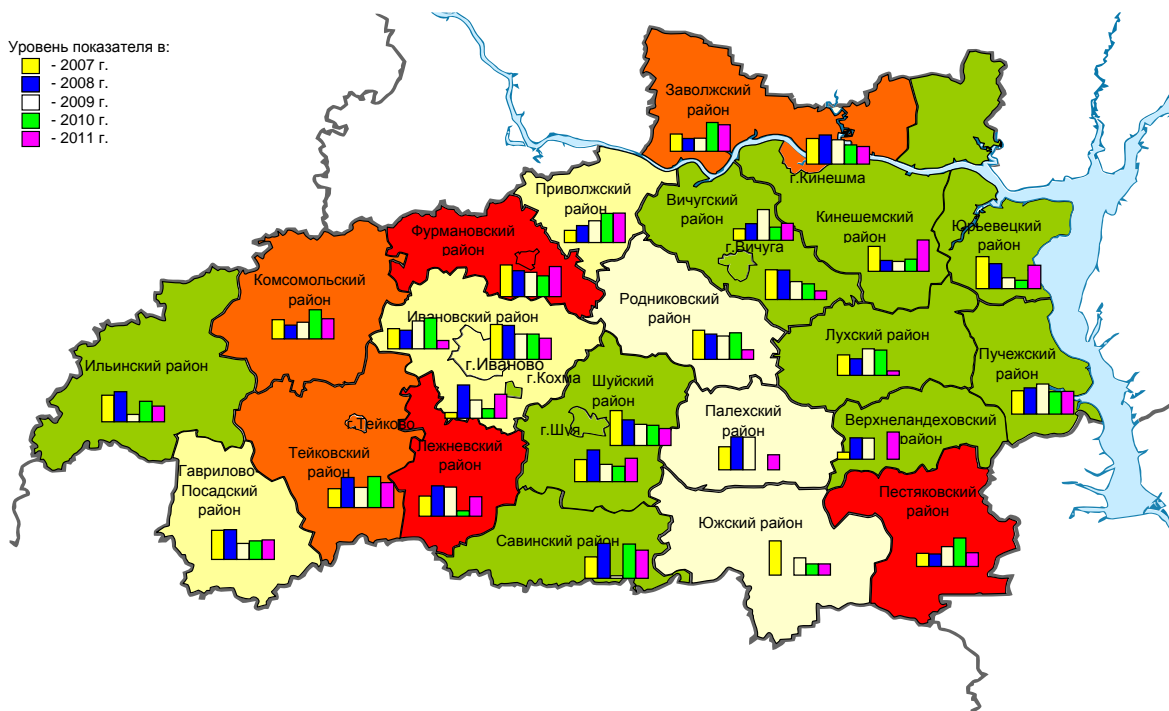 Уровень показателя в:
- 2007 г.
- 2008 г.
- 2009 г.
- 2010 г.
- 2011 г.
Заволжский
район
г.Кинешма
Приволжский
район
Вичугский
район
Кинешемский
район
Юрьевецкий
район
Фурмановский
район
г.Вичуга
Комсомольский
район
Родниковский
район
Ивановский район
Лухский район
Пучежский
район
Ильинский район
г.Иваново
г.Кохма
Шуйский
район
Палехский
район
Верхнеландеховский
район
г.Тейково
г.Шуя
Тейковский
район
Лежневский
район
Гаврилово-
Посадский
район
Пестяковский
район
Южский район
Савинский район